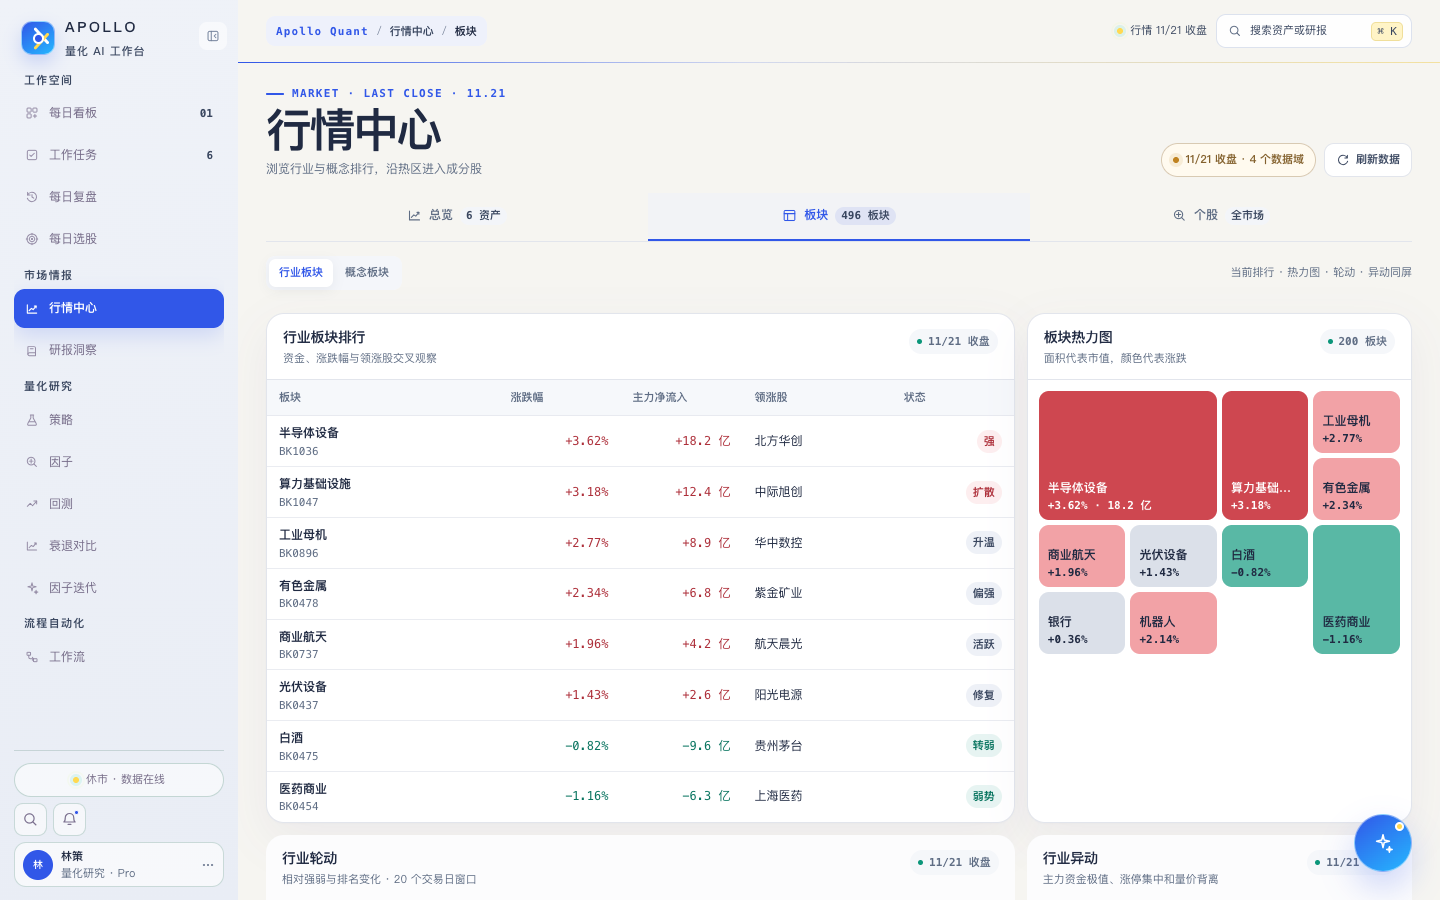 APOLLO
量化 AI 工作台
工作空间
每日看板 01
工作任务 6
每日复盘
每日选股
市场情报
行情中心
研报洞察
量化研究
策略
因子
回测
衰退对比
因子迭代
流程自动化
工作流
休市 · 数据在线
林
林策
量化研究 · Pro
Apollo Quant / 行情中心 / 板块
行情 11/21 收盘
搜索资产或研报
⌘ K
MARKET · LAST CLOSE · 11.21
行情中心
浏览行业与概念排行，沿热区进入成分股
11/21 收盘 · 4 个数据域
刷新数据
总览 6 资产
板块 496 板块
个股 全市场
行业板块 概念板块
当前排行 · 热力图 · 轮动 · 异动同屏
行业板块排行
资金、涨跌幅与领涨股交叉观察
11/21 收盘
板块 涨跌幅 主力净流入 领涨股 状态
半导体设备
BK1036
+3.62% +18.2 亿 北方华创 强
算力基础设施
BK1047
+3.18% +12.4 亿 中际旭创 扩散
工业母机
BK0896
+2.77% +8.9 亿 华中数控 升温
有色金属
BK0478
+2.34% +6.8 亿 紫金矿业 偏强
商业航天
BK0737
+1.96% +4.2 亿 航天晨光 活跃
光伏设备
BK0437
+1.43% +2.6 亿 阳光电源 修复
白酒
BK0475
−0.82% −9.6 亿 贵州茅台 转弱
医药商业
BK0454
−1.16% −6.3 亿 上海医药 弱势
板块热力图
面积代表市值，颜色代表涨跌
200 板块
半导体设备
+3.62% · 18.2 亿
算力基础…
+3.18%
工业母机
+2.77%
有色金属
+2.34%
商业航天
+1.96%
光伏设备
+1.43%
白酒
−0.82%
医药商业
−1.16%
银行
+0.36%
机器人
+2.14%
行业轮动
相对强弱与排名变化 · 20 个交易日窗口
11/21 收盘
行业异动
主力资金极值、涨停集中和量价背离
11/21